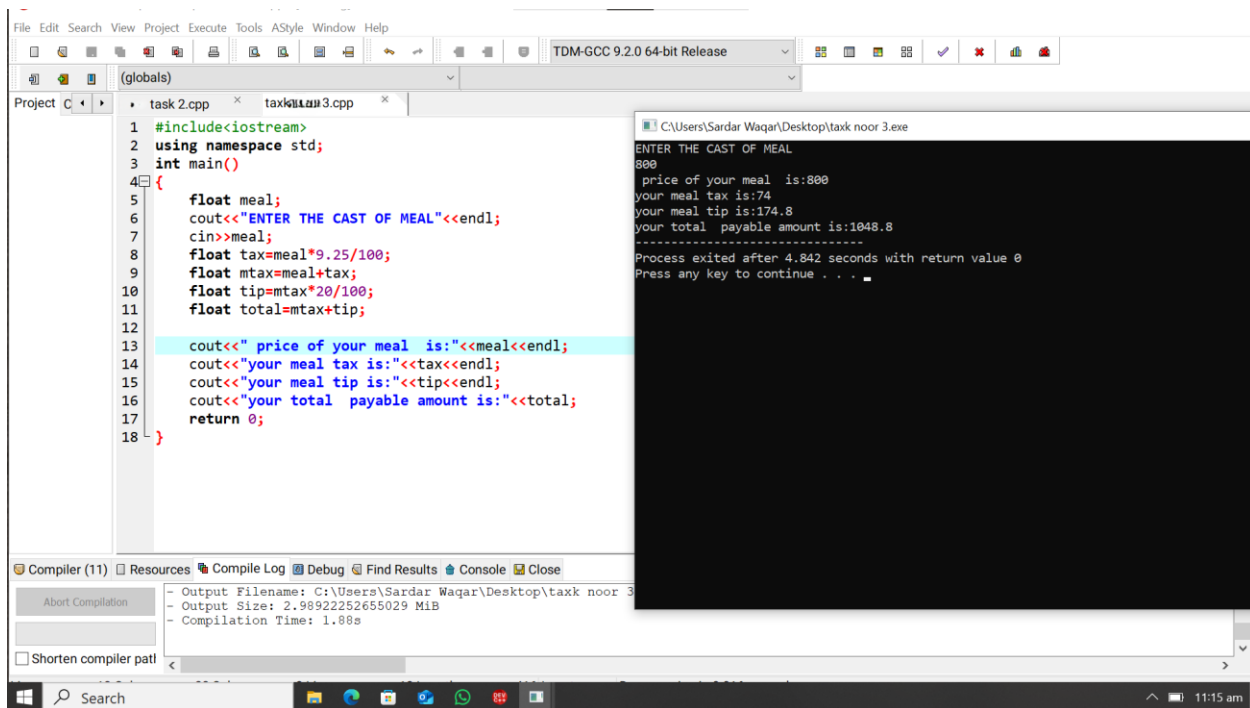 File Edit Search View Project Execute Tools AStyle Window Help
TDM-GCC 9.2.0 64-bit Release
(globals)
Project C
task 2.cpp
3.cpp
1 #include<iostream>
2 using namespace std;
3 int main()
4 {
5 float meal;
6 cout<<"ENTER THE CAST OF MEAL"<<endl;
7 cin>>meal;
8 float tax=meal*9.25/100;
9 float mtax=meal+tax;
10 float tip=mtax*20/100;
11 float total=mtax+tip;
12
13 cout<<" price of your meal  is:"<<meal<<endl;
14 cout<<"your meal tax is:"<<tax<<endl;
15 cout<<"your meal tip is:"<<tip<<endl;
16 cout<<"your total  payable amount is:"<<total;
17 return 0;
18 }
C:\Users\Sardar Waqar\Desktop\taxk noor 3.exe
ENTER THE CAST OF MEAL
800
price of your meal  is:800
your meal tax is:74
your meal tip is:174.8
your total  payable amount is:1048.8
--------------------------------
Process exited after 4.842 seconds with return value 0
Press any key to continue . . .
Compiler (11) Resources Compile Log Debug Find Results Console Close
Abort Compilation
- Output Filename: C:\Users\Sardar Waqar\Desktop\taxk noor 3
- Output Size: 2.98922252655029 MiB
- Compilation Time: 1.88s
Shorten compiler patl
Search
11:15 am